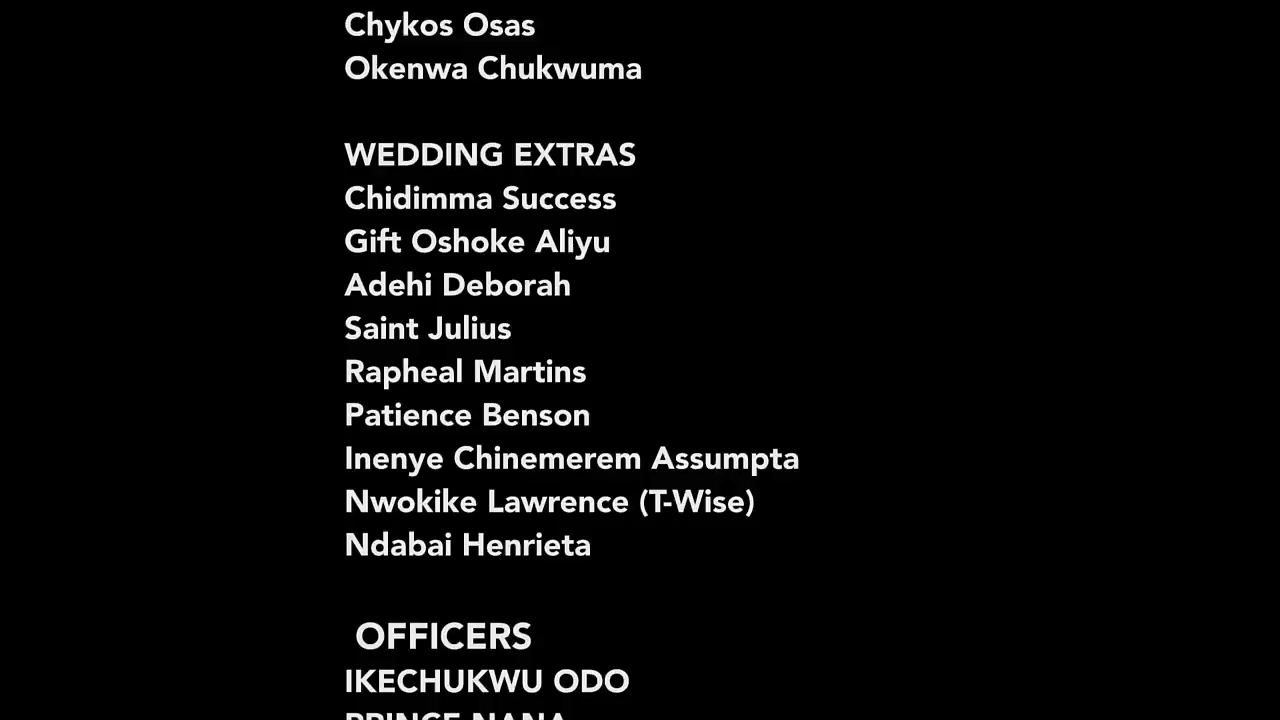 Chykos Osas
Okenwa Chukwuma
WEDDING EXTRAS
Chidimma Success
Gift Oshoke Aliyu
Adehi Deborah
Saint Julius
Rapheal Martins
Patience Benson
Inenye Chinemerem Assumpta
Nwokike Lawrence (T-Wise)
Ndabai Henrieta
OFFICERS
IKECHUKWU ODO
PRINCE NANA